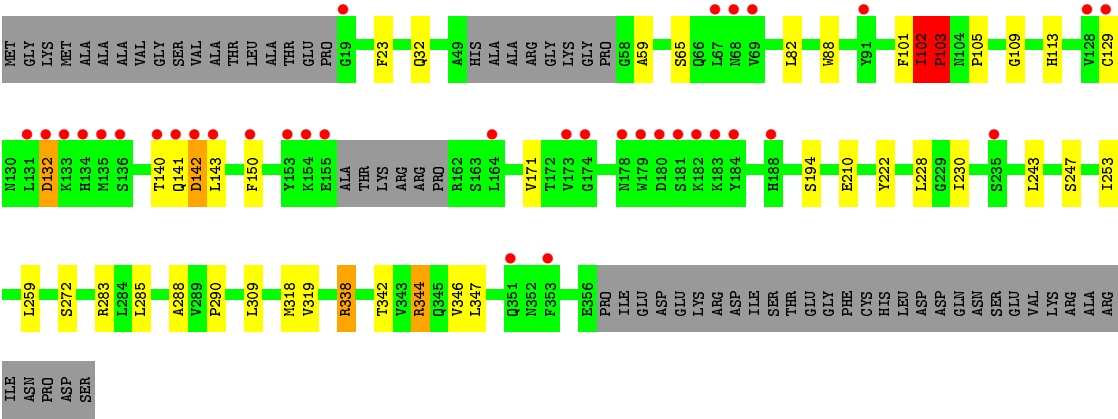 MET GLY LYS MET ALA ALA ALA VAL GLY SER VAL ALA THR LEU ALA THR GLU PRO G19 F23 Q32 A49 HIS ALA ALA ARG GLY LYS GLY PRO G58 A59 S65 Q66 L67 N68 V69 L82 W88 Y91 F101 I102 P103 N104 P105 G109 H113 V128 C129
N130 L131 D132 K133 H134 M135 S136 T140 Q141 D142 L143 F150 Y153 K154 E155 ALA THR LYS ARG ARG PRO R162 S163 L164 V171 T172 V173 G174 N178 W179 D180 S181 K182 K183 Y184 H188 S194 E210 Y222 L228 G229 I230 S235 L243 S247 I253
L259 S272 R283 L284 L285 A288 V289 P290 L309 M318 V319 R338 T342 V343 R344 Q345 V346 L347 Q351 N352 F353 E356 PRO ILE GLU ASP GLU LYS ARG ASP ILE SER THR GLU GLY PHE CYS HIS LEU ASP ASP GLN ASN SER GLU VAL LYS ARG ALA ARG
ILE ASN PRO ASP SER